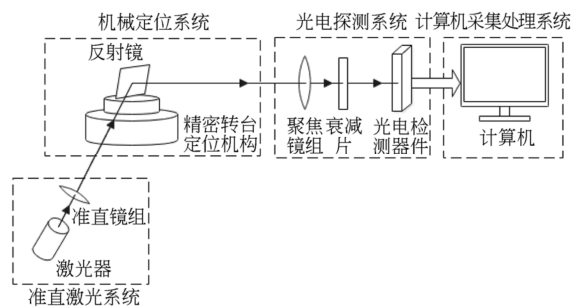 机械定位系统
光电探测系统
计算机采集处理系统
反射镜
精密转台
定位机构
聚焦
镜组
衰减
片
光电检
测器件
计算机
准直镜组
激光器
准直激光系统